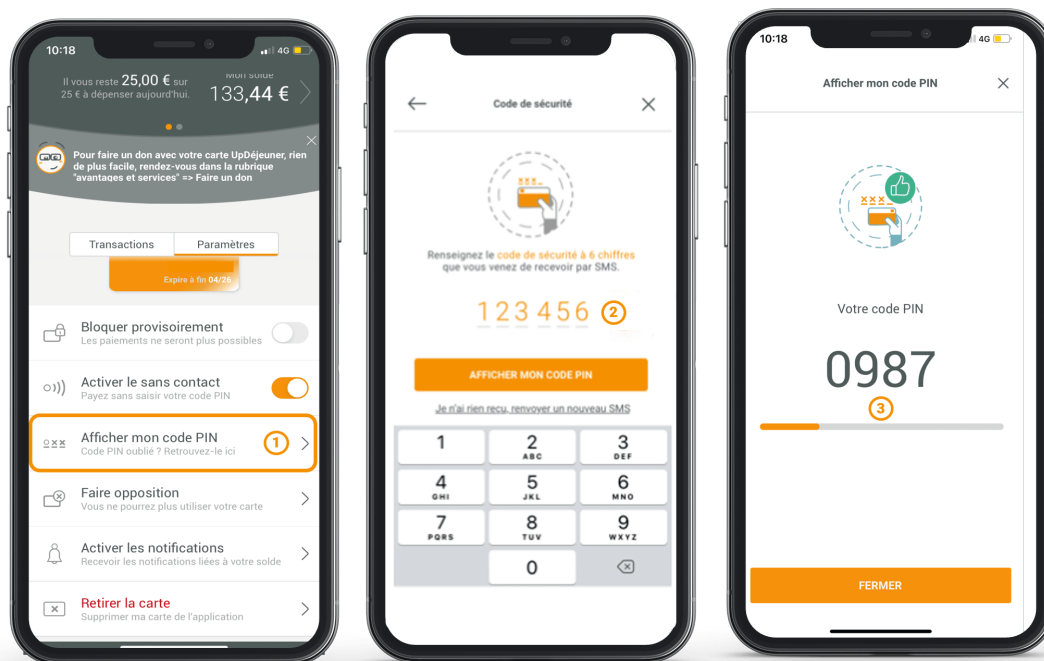 10:18
4G
Il vous reste 25,00 € sur
25 € à dépenser aujourd'hui.
Mon solde
133,44 €
Pour faire un don avec votre carte UpDéjeuner, rien
de plus facile, rendez-vous dans la rubrique
"avantages et services" => Faire un don
Transactions
Paramètres
Expire à fin 04/26
Bloquer provisoirement
Les paiements ne seront plus possibles
Activer le sans contact
Payez sans saisir votre code PIN
Afficher mon code PIN
Code PIN oublié ? Retrouvez-le ici
1
Faire opposition
Vous ne pourrez plus utiliser votre carte
Activer les notifications
Recevoir les notifications liées à votre solde
Retirer la carte
Supprimer ma carte de l'application
Code de sécurité
Renseignez le code de sécurité à 6 chiffres
que vous venez de recevoir par SMS.
123 456
2
AFFICHER MON CODE PIN
Je n'ai rien recu, renvoyer un nouveau SMS
1
2
ABC
3
DEF
4
GHI
5
JKL
6
MNO
7
PQRS
8
TUV
9
WXYZ
0
10:18
4G
Afficher mon code PIN
Votre code PIN
0987
3
FERMER